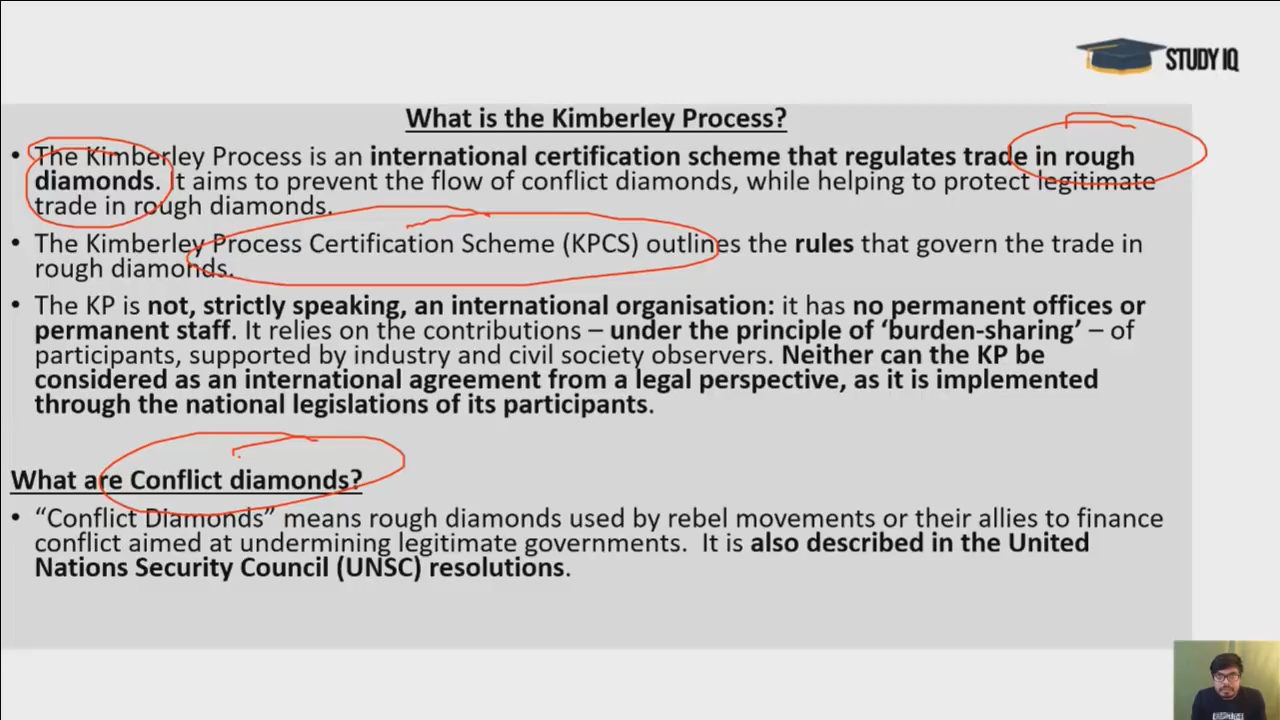 STUDY IQ
What is the Kimberley Process?
• The Kimberley Process is an international certification scheme that regulates trade in rough
diamonds. It aims to prevent the flow of conflict diamonds, while helping to protect legitimate
trade in rough diamonds.
• The Kimberley Process Certification Scheme (KPCS) outlines the rules that govern the trade in
rough diamonds.
• The KP is not, strictly speaking, an international organisation: it has no permanent offices or
permanent staff. It relies on the contributions – under the principle of ‘burden-sharing’ – of
participants, supported by industry and civil society observers. Neither can the KP be
considered as an international agreement from a legal perspective, as it is implemented
through the national legislations of its participants.
What are Conflict diamonds?
• “Conflict Diamonds” means rough diamonds used by rebel movements or their allies to finance
conflict aimed at undermining legitimate governments. It is also described in the United
Nations Security Council (UNSC) resolutions.